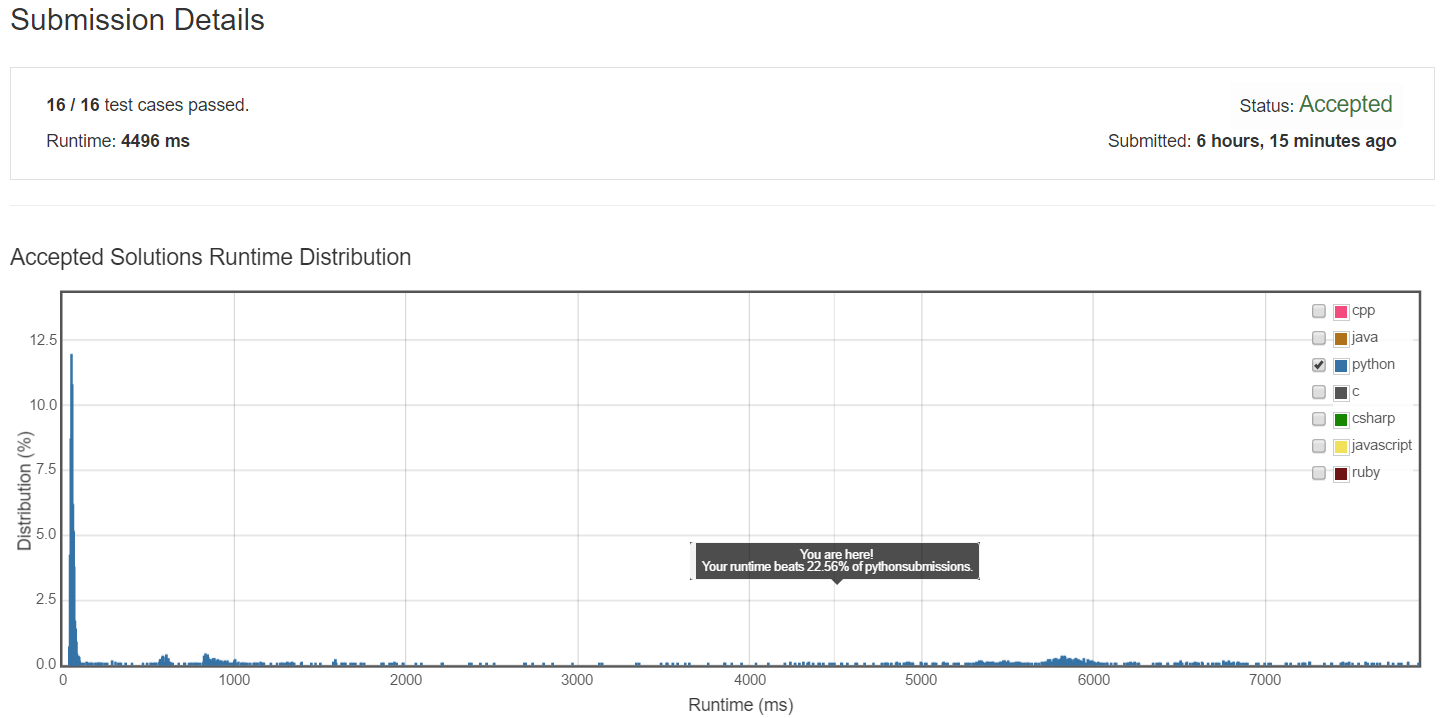 Submission Details
16 / 16 test cases passed.
Status: Accepted
Runtime: 4496 ms
Submitted: 6 hours, 15 minutes ago
Accepted Solutions Runtime Distribution
cpp
java
python
c
csharp
javascript
ruby
12.5
10.0
7.5
5.0
2.5
0.0
Distribution (%)
You are here!
Your runtime beats 22.56% of pythonsubmissions.
0
1000
2000
3000
4000
5000
6000
7000
Runtime (ms)